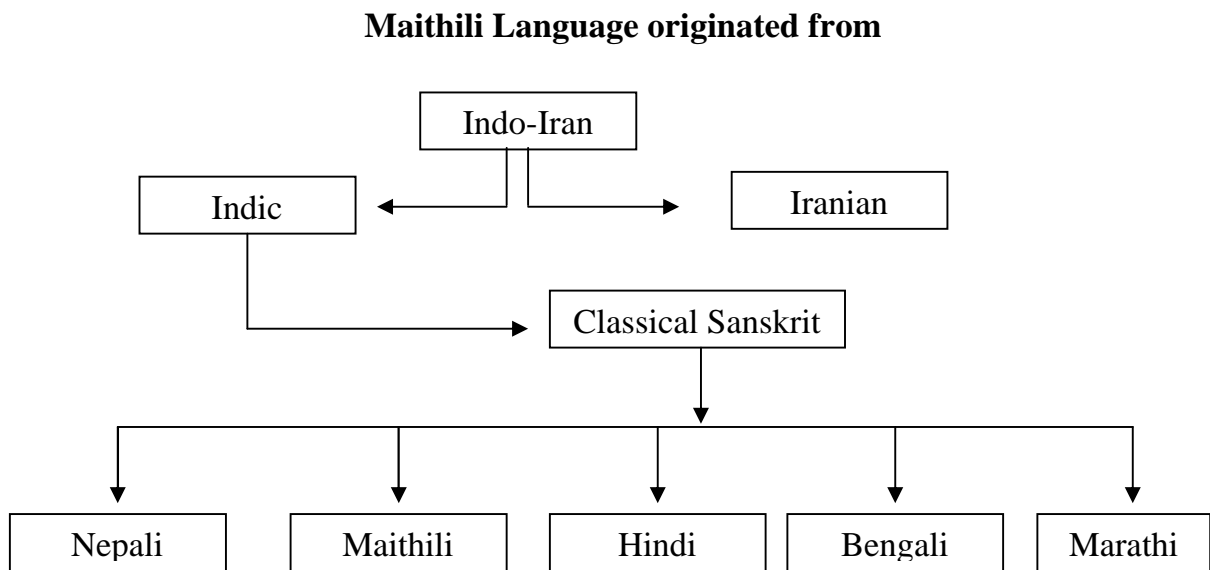 Maithili Language originated from
Indo-Iran
Indic
Iranian
Classical Sanskrit
Nepali
Maithili
Hindi
Bengali
Marathi